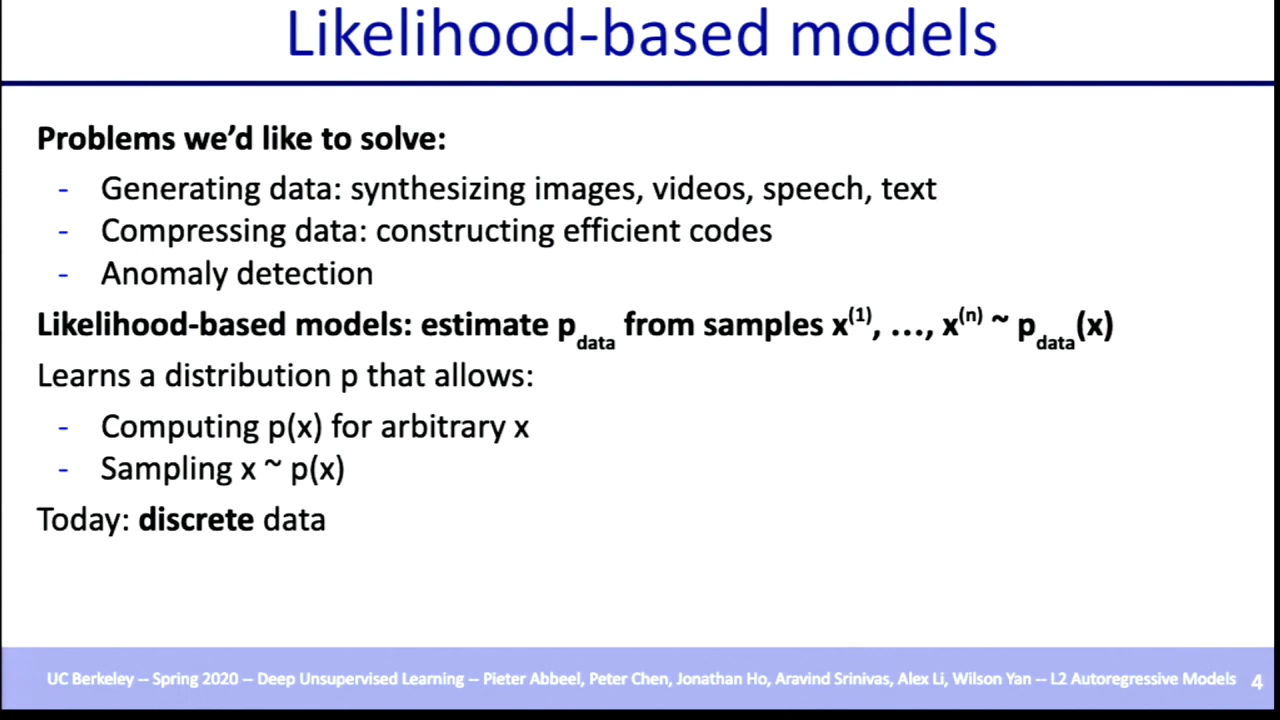 Likelihood-based models
Problems we’d like to solve:
- Generating data: synthesizing images, videos, speech, text
- Compressing data: constructing efficient codes
- Anomaly detection
Likelihood-based models: estimate p_data from samples x^(1), …, x^(n) ~ p_data(x)
Learns a distribution p that allows:
- Computing p(x) for arbitrary x
- Sampling x ~ p(x)
Today: discrete data
UC Berkeley -- Spring 2020 -- Deep Unsupervised Learning -- Pieter Abbeel, Peter Chen, Jonathan Ho, Aravind Srinivas, Alex Li, Wilson Yan -- L2 Autoregressive Models 4